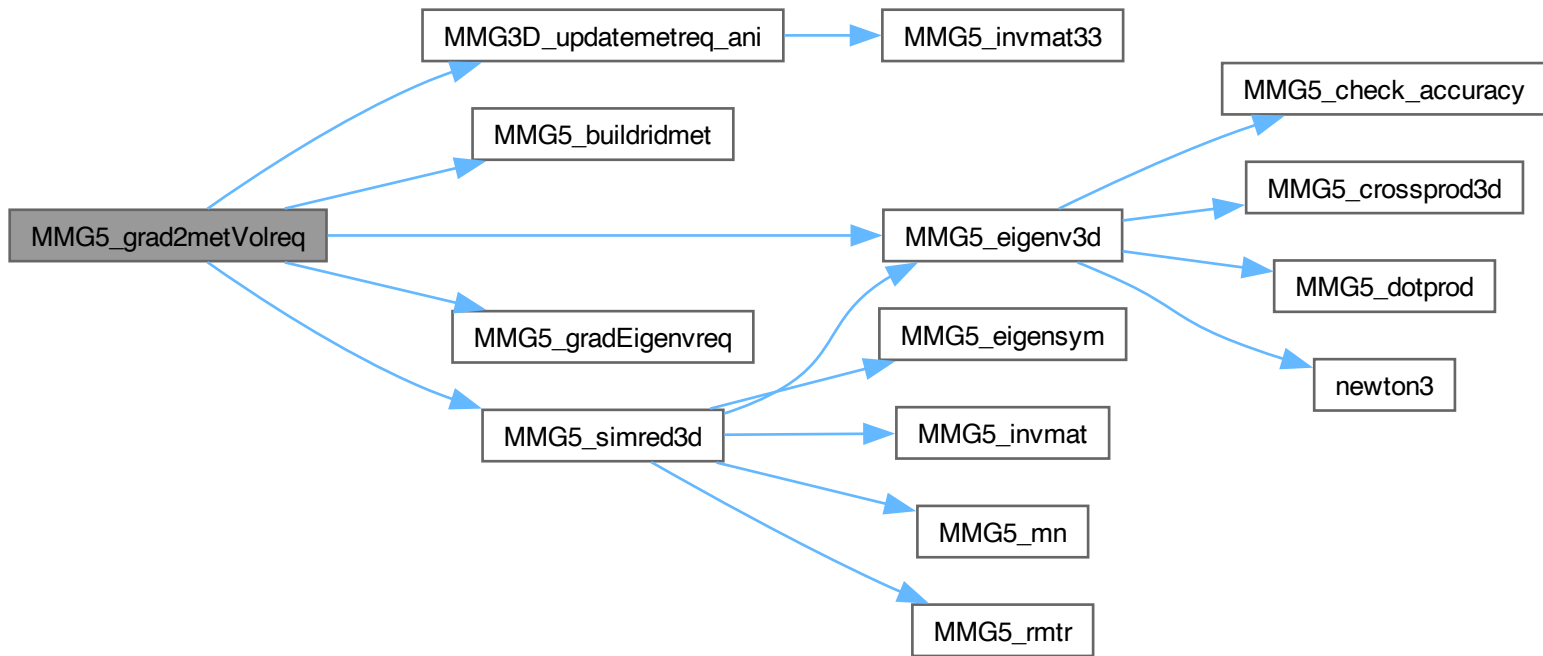 MMG3D_updatemetreq_ani
MMG5_invmat33
MMG5_check_accuracy
MMG5_buildridmet
MMG5_crossprod3d
MMG5_grad2metVolreq
MMG5_eigenv3d
MMG5_dotprod
MMG5_gradEigenvreq
MMG5_eigensym
newton3
MMG5_simred3d
MMG5_invmat
MMG5_mn
MMG5_rmtr